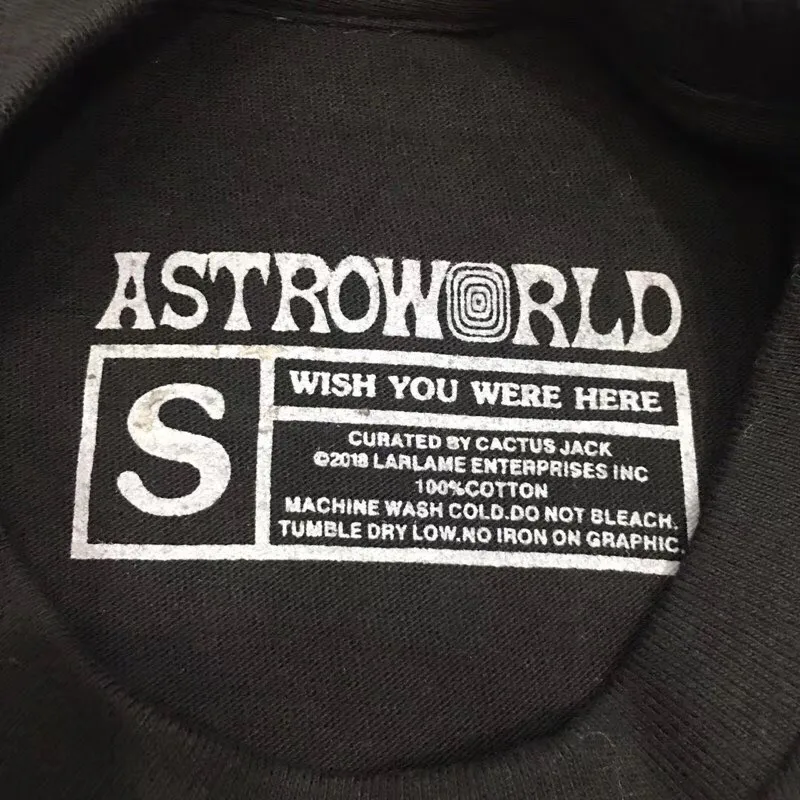 ASTROWORLD
S
WISH YOU WERE HERE
CURATED BY CACTUS JACK
©2018 LARLAME ENTERPRISES INC
100%COTTON
MACHINE WASH COLD.DO NOT BLEACH.
TUMBLE DRY LOW.NO IRON ON GRAPHIC.